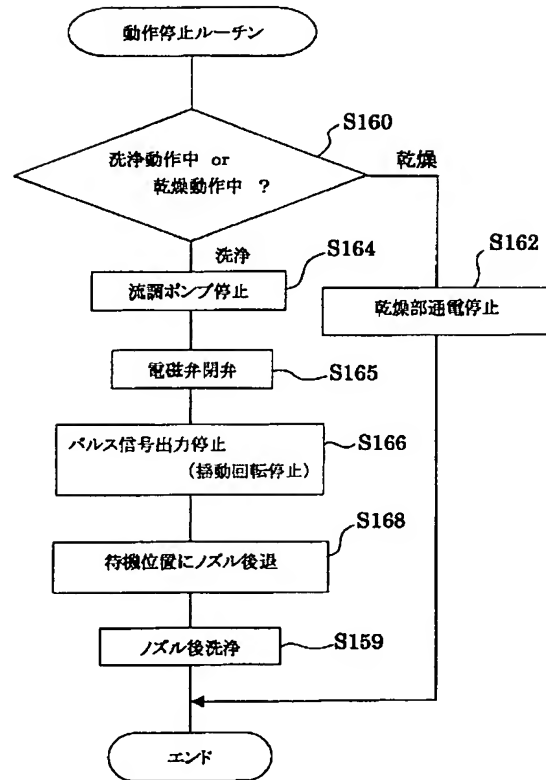 動作停止ルーチン
S160
洗浄動作中 or
乾燥動作中 ?
乾燥
洗浄
S164
流調ポンプ停止
S162
乾燥部通電停止
電磁弁閉弁
S165
パルス信号出力停止
(揺動回転停止)
S166
待機位置にノズル後退
S168
ノズル後洗浄
S159
エンド